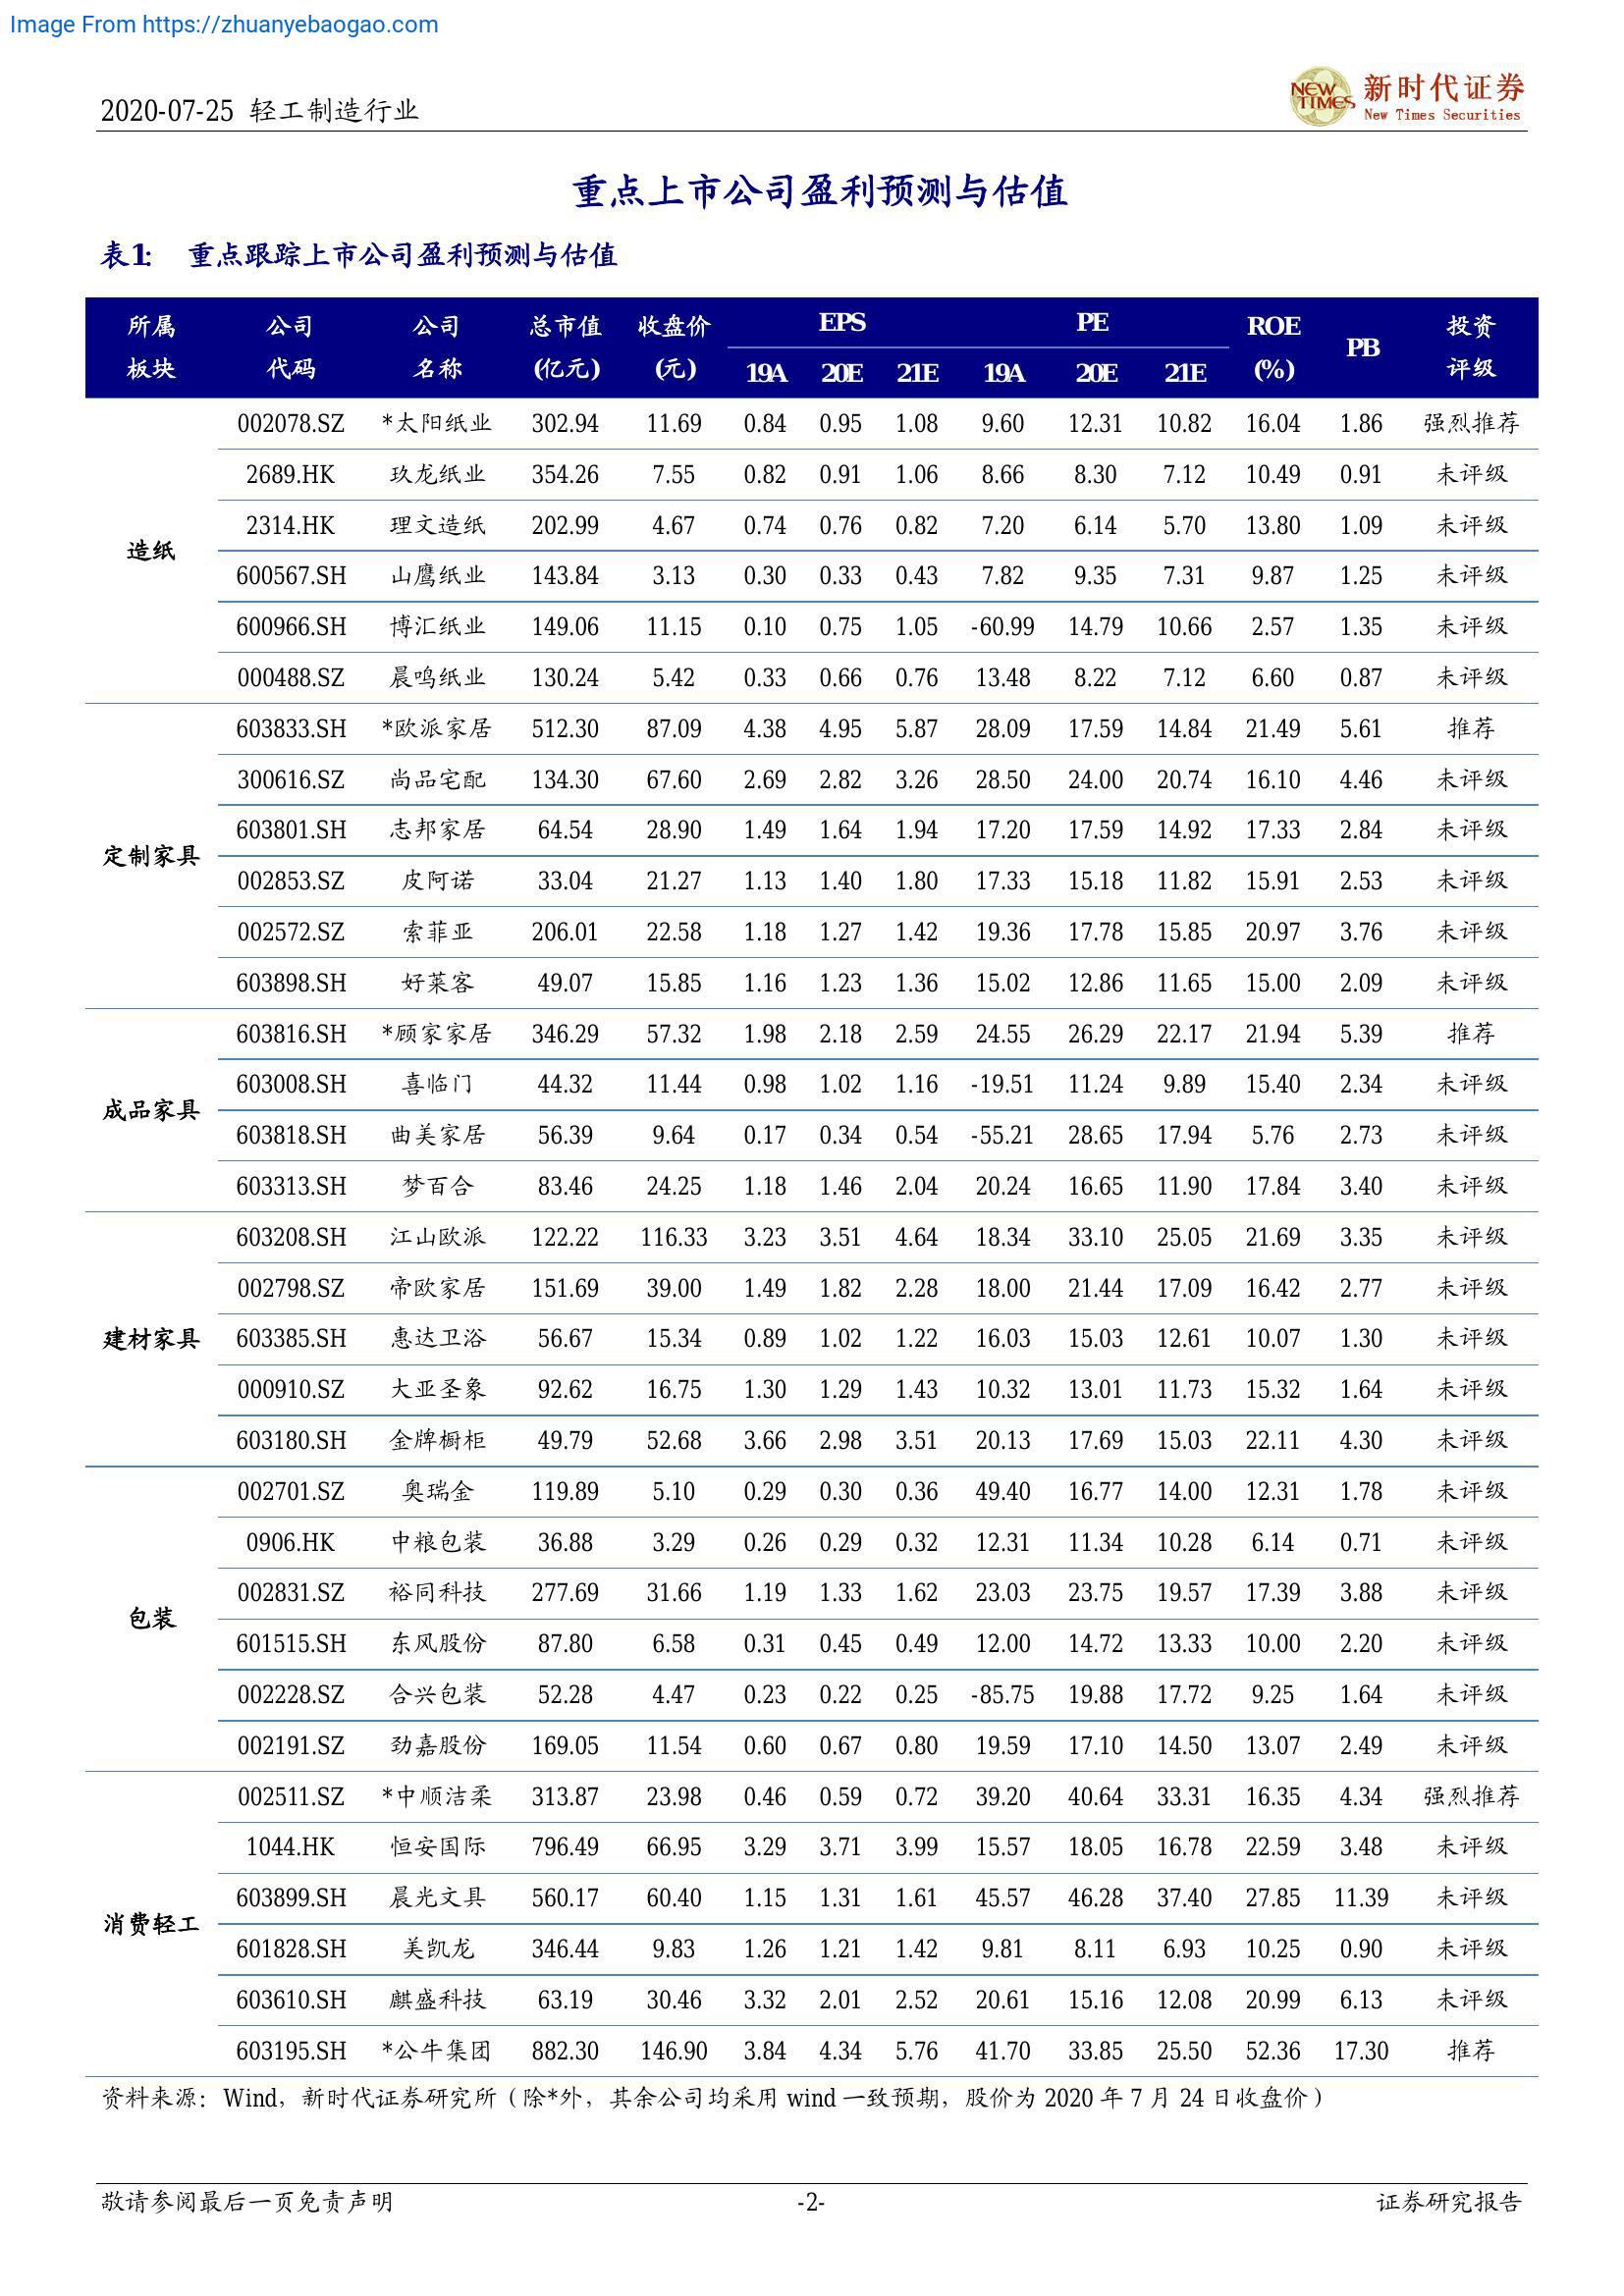 Image From https://zhuanyebaogao.com
2020-07-25 轻工制造行业
NEW TIMES 新时代证券
New Times Securities
重点上市公司盈利预测与估值
表1: 重点跟踪上市公司盈利预测与估值
所属板块 公司代码 公司名称 总市值(亿元) 收盘价(元) EPS PE ROE(%) PB 投资评级
19A 20E 21E 19A 20E 21E
造纸
002078.SZ *太阳纸业 302.94 11.69 0.84 0.95 1.08 9.60 12.31 10.82 16.04 1.86 强烈推荐
2689.HK 玖龙纸业 354.26 7.55 0.82 0.91 1.06 8.66 8.30 7.12 10.49 0.91 未评级
2314.HK 理文造纸 202.99 4.67 0.74 0.76 0.82 7.20 6.14 5.70 13.80 1.09 未评级
600567.SH 山鹰纸业 143.84 3.13 0.30 0.33 0.43 7.82 9.35 7.31 9.87 1.25 未评级
600966.SH 博汇纸业 149.06 11.15 0.10 0.75 1.05 -60.99 14.79 10.66 2.57 1.35 未评级
000488.SZ 晨鸣纸业 130.24 5.42 0.33 0.66 0.76 13.48 8.22 7.12 6.60 0.87 未评级
定制家具
603833.SH *欧派家居 512.30 87.09 4.38 4.95 5.87 28.09 17.59 14.84 21.49 5.61 推荐
300616.SZ 尚品宅配 134.30 67.60 2.69 2.82 3.26 28.50 24.00 20.74 16.10 4.46 未评级
603801.SH 志邦家居 64.54 28.90 1.49 1.64 1.94 17.20 17.59 14.92 17.33 2.84 未评级
002853.SZ 皮阿诺 33.04 21.27 1.13 1.40 1.80 17.33 15.18 11.82 15.91 2.53 未评级
002572.SZ 索菲亚 206.01 22.58 1.18 1.27 1.42 19.36 17.78 15.85 20.97 3.76 未评级
603898.SH 好莱客 49.07 15.85 1.16 1.23 1.36 15.02 12.86 11.65 15.00 2.09 未评级
成品家具
603816.SH *顾家家居 346.29 57.32 1.98 2.18 2.59 24.55 26.29 22.17 21.94 5.39 推荐
603008.SH 喜临门 44.32 11.44 0.98 1.02 1.16 -19.51 11.24 9.89 15.40 2.34 未评级
603818.SH 曲美家居 56.39 9.64 0.17 0.34 0.54 -55.21 28.65 17.94 5.76 2.73 未评级
603313.SH 梦百合 83.46 24.25 1.18 1.46 2.04 20.24 16.65 11.90 17.84 3.40 未评级
建材家具
603208.SH 江山欧派 122.22 116.33 3.23 3.51 4.64 18.34 33.10 25.05 21.69 3.35 未评级
002798.SZ 帝欧家居 151.69 39.00 1.49 1.82 2.28 18.00 21.44 17.09 16.42 2.77 未评级
603385.SH 惠达卫浴 56.67 15.34 0.89 1.02 1.22 16.03 15.03 12.61 10.07 1.30 未评级
000910.SZ 大亚圣象 92.62 16.75 1.30 1.29 1.43 10.32 13.01 11.73 15.32 1.64 未评级
603180.SH 金牌橱柜 49.79 52.68 3.66 2.98 3.51 20.13 17.69 15.03 22.11 4.30 未评级
包装
002701.SZ 奥瑞金 119.89 5.10 0.29 0.30 0.36 49.40 16.77 14.00 12.31 1.78 未评级
0906.HK 中粮包装 36.88 3.29 0.26 0.29 0.32 12.31 11.34 10.28 6.14 0.71 未评级
002831.SZ 裕同科技 277.69 31.66 1.19 1.33 1.62 23.03 23.75 19.57 17.39 3.88 未评级
601515.SH 东风股份 87.80 6.58 0.31 0.45 0.49 12.00 14.72 13.33 10.00 2.20 未评级
002228.SZ 合兴包装 52.28 4.47 0.23 0.22 0.25 -85.75 19.88 17.72 9.25 1.64 未评级
002191.SZ 劲嘉股份 169.05 11.54 0.60 0.67 0.80 19.59 17.10 14.50 13.07 2.49 未评级
消费轻工
002511.SZ *中顺洁柔 313.87 23.98 0.46 0.59 0.72 39.20 40.64 33.31 16.35 4.34 强烈推荐
1044.HK 恒安国际 796.49 66.95 3.29 3.71 3.99 15.57 18.05 16.78 22.59 3.48 未评级
603899.SH 晨光文具 560.17 60.40 1.15 1.31 1.61 45.57 46.28 37.40 27.85 11.39 未评级
601828.SH 美凯龙 346.44 9.83 1.26 1.21 1.42 9.81 8.11 6.93 10.25 0.90 未评级
603610.SH 麒盛科技 63.19 30.46 3.32 2.01 2.52 20.61 15.16 12.08 20.99 6.13 未评级
603195.SH *公牛集团 882.30 146.90 3.84 4.34 5.76 41.70 33.85 25.50 52.36 17.30 推荐
资料来源：Wind，新时代证券研究所（除*外，其余公司均采用 wind 一致预期，股价为 2020 年 7 月 24 日收盘价）
敬请参阅最后一页免责声明 -2- 证券研究报告